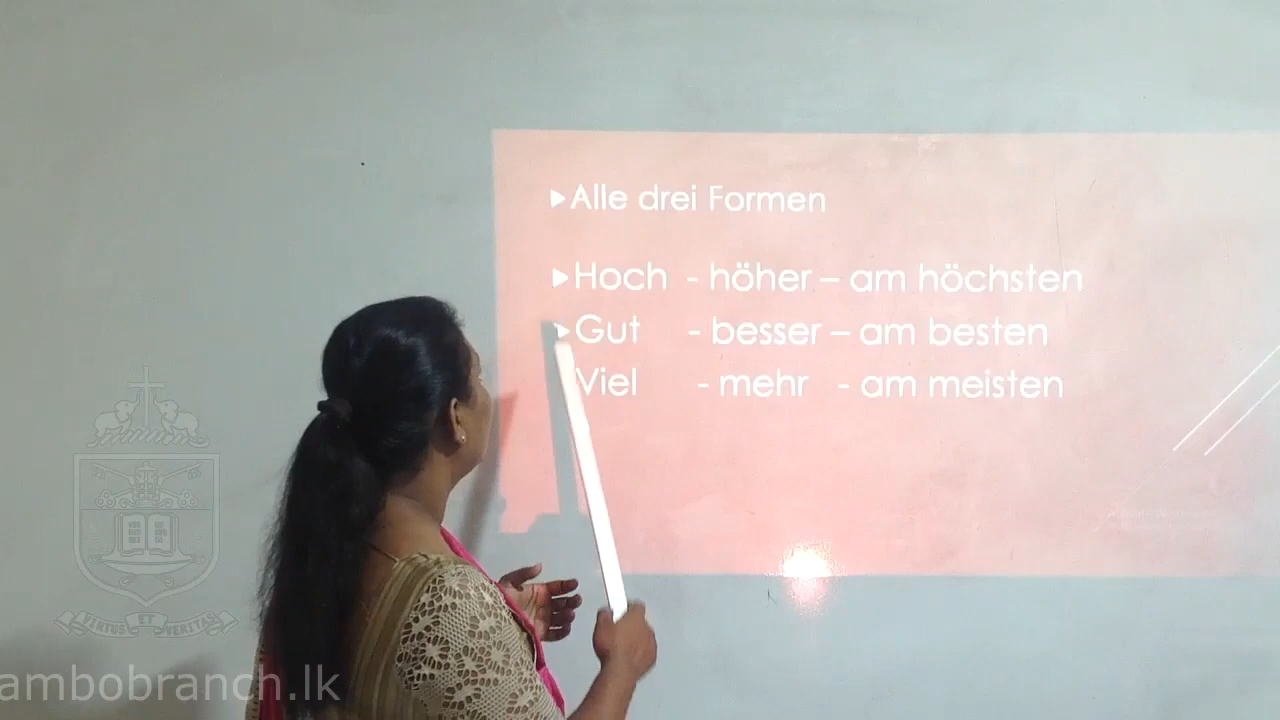 Alle drei Formen
Hoch - höher – am höchsten
Gut - besser – am besten
Viel - mehr - am meisten
VIRTUS ET VERITAS
ambobranch.lk